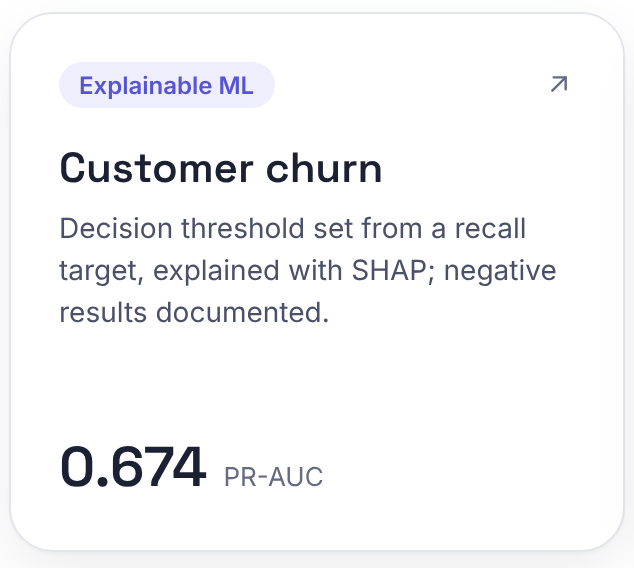 Explainable ML
Customer churn
Decision threshold set from a recall
target, explained with SHAP; negative
results documented.
0.674 PR-AUC